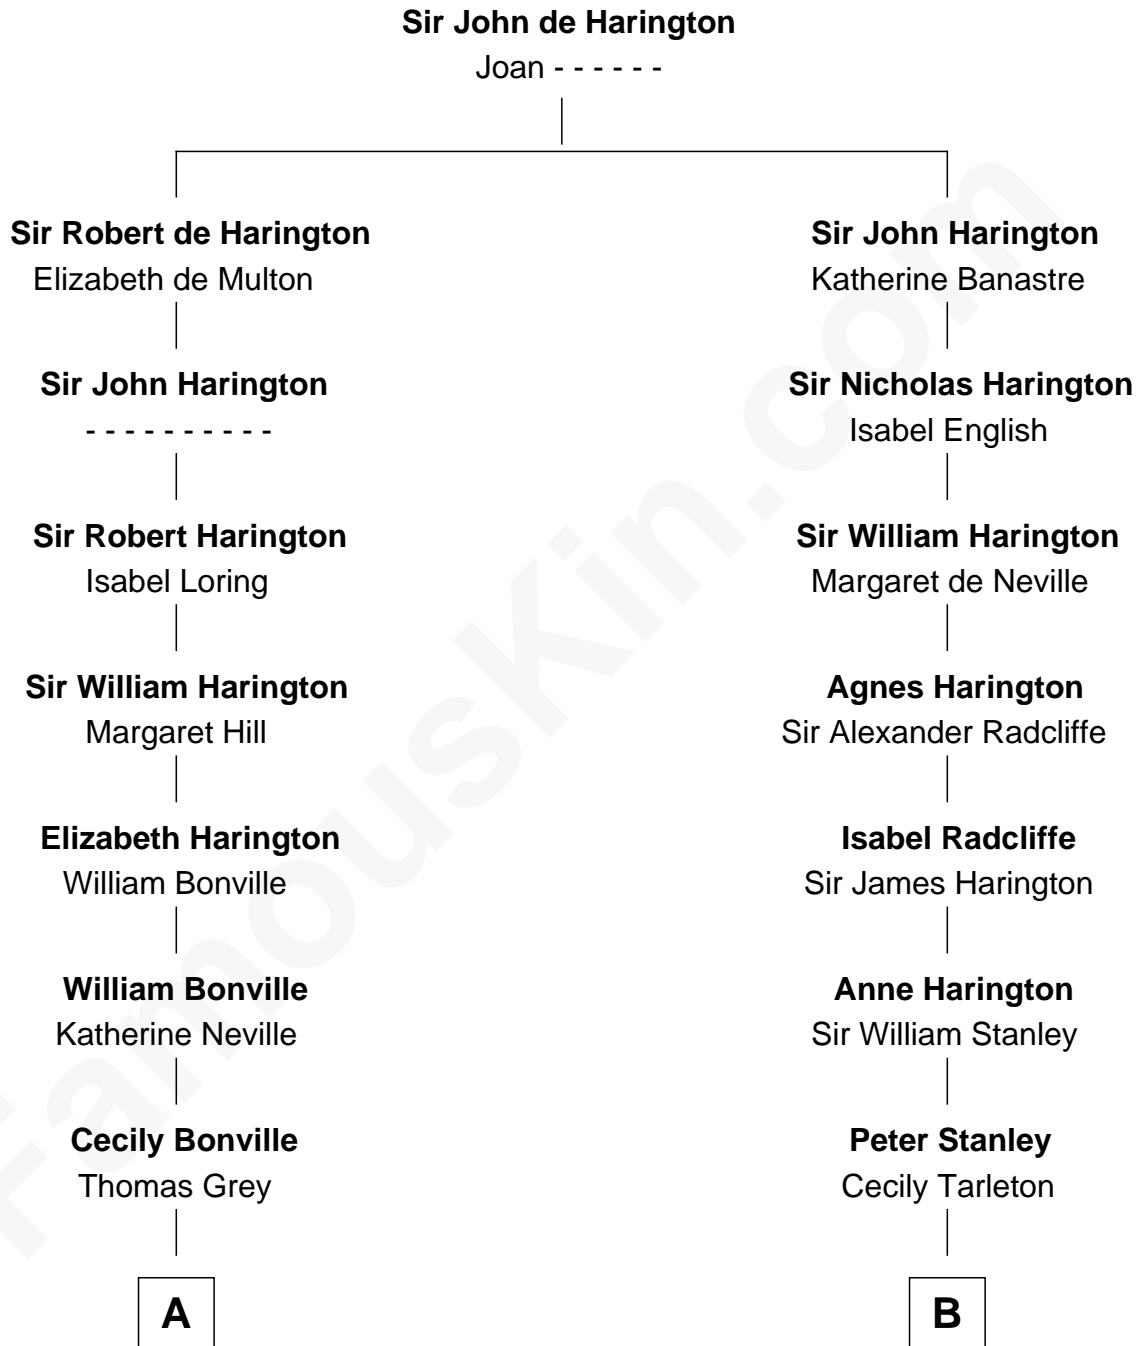 Sir John de Harington
Joan - - - - - -
Sir Robert de Harington
Elizabeth de Multon
Sir John Harington
- - - - - - - - - -
Sir Robert Harington
Isabel Loring
Sir William Harington
Margaret Hill
Elizabeth Harington
William Bonville
William Bonville
Katherine Neville
Cecily Bonville
Thomas Grey
A
Sir John Harington
Katherine Banastre
Sir Nicholas Harington
Isabel English
Sir William Harington
Margaret de Neville
Agnes Harington
Sir Alexander Radcliffe
Isabel Radcliffe
Sir James Harington
Anne Harington
Sir William Stanley
Peter Stanley
Cecily Tarleton
B
FamousKin.com